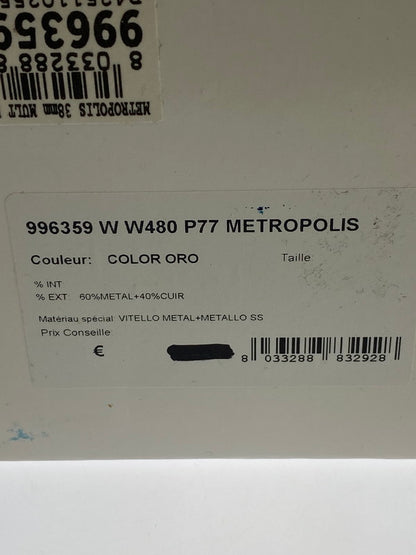 996359
8 033288 8
METROPOLIS 38mm MULT
996359 W W480 P77 METROPOLIS
Couleur: COLOR ORO Taille
% INT
% EXT: 60%METAL+40%CUIR
Matériau spécial VITELLO METAL+METALLO SS
Prix Conseille
€
8 033288 832928